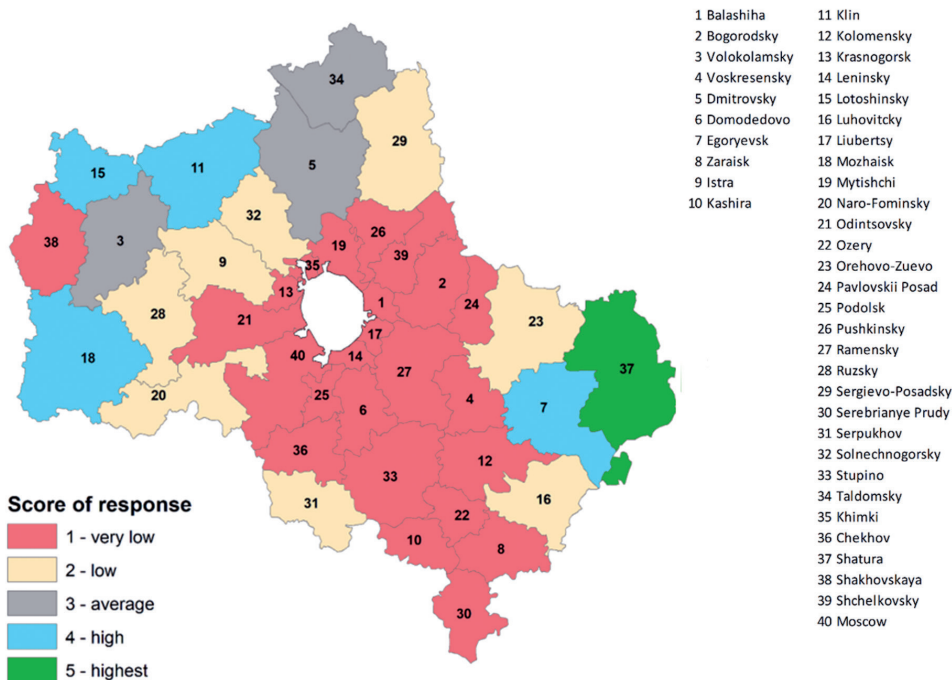 1 Balashiha
2 Bogorodsky
3 Volokolamsky
4 Voskresensky
5 Dmitrovsky
6 Domodedovo
7 Egoryevsk
8 Zaraisk
9 Istra
10 Kashira
11 Klin
12 Kolomensky
13 Krasnogorsk
14 Leninsky
15 Lotoshinsky
16 Luhovitcky
17 Liubertsy
18 Mozhaisk
19 Mytishchi
20 Naro-Fominsky
21 Odintsovsky
22 Ozery
23 Orehovo-Zuevo
24 Pavlovskii Posad
25 Podolsk
26 Pushkinsky
27 Ramensky
28 Ruzsky
29 Sergievo-Posadsky
30 Serebrianye Prudy
31 Serpukhov
32 Solnechnogorsky
33 Stupino
34 Taldomsky
35 Khimki
36 Chekhov
37 Shatura
38 Shakhovskaya
39 Shchelkovsky
40 Moscow
34
29
5
11
15
32
26
19
38
3
39
9
35
2
13
1
24
28
21
23
17
18
40
14
37
27
20
25
4
7
6
36
12
33
31
16
22
10
8
30
Score of response
1 - very low
2 - low
3 - average
4 - high
5 - highest